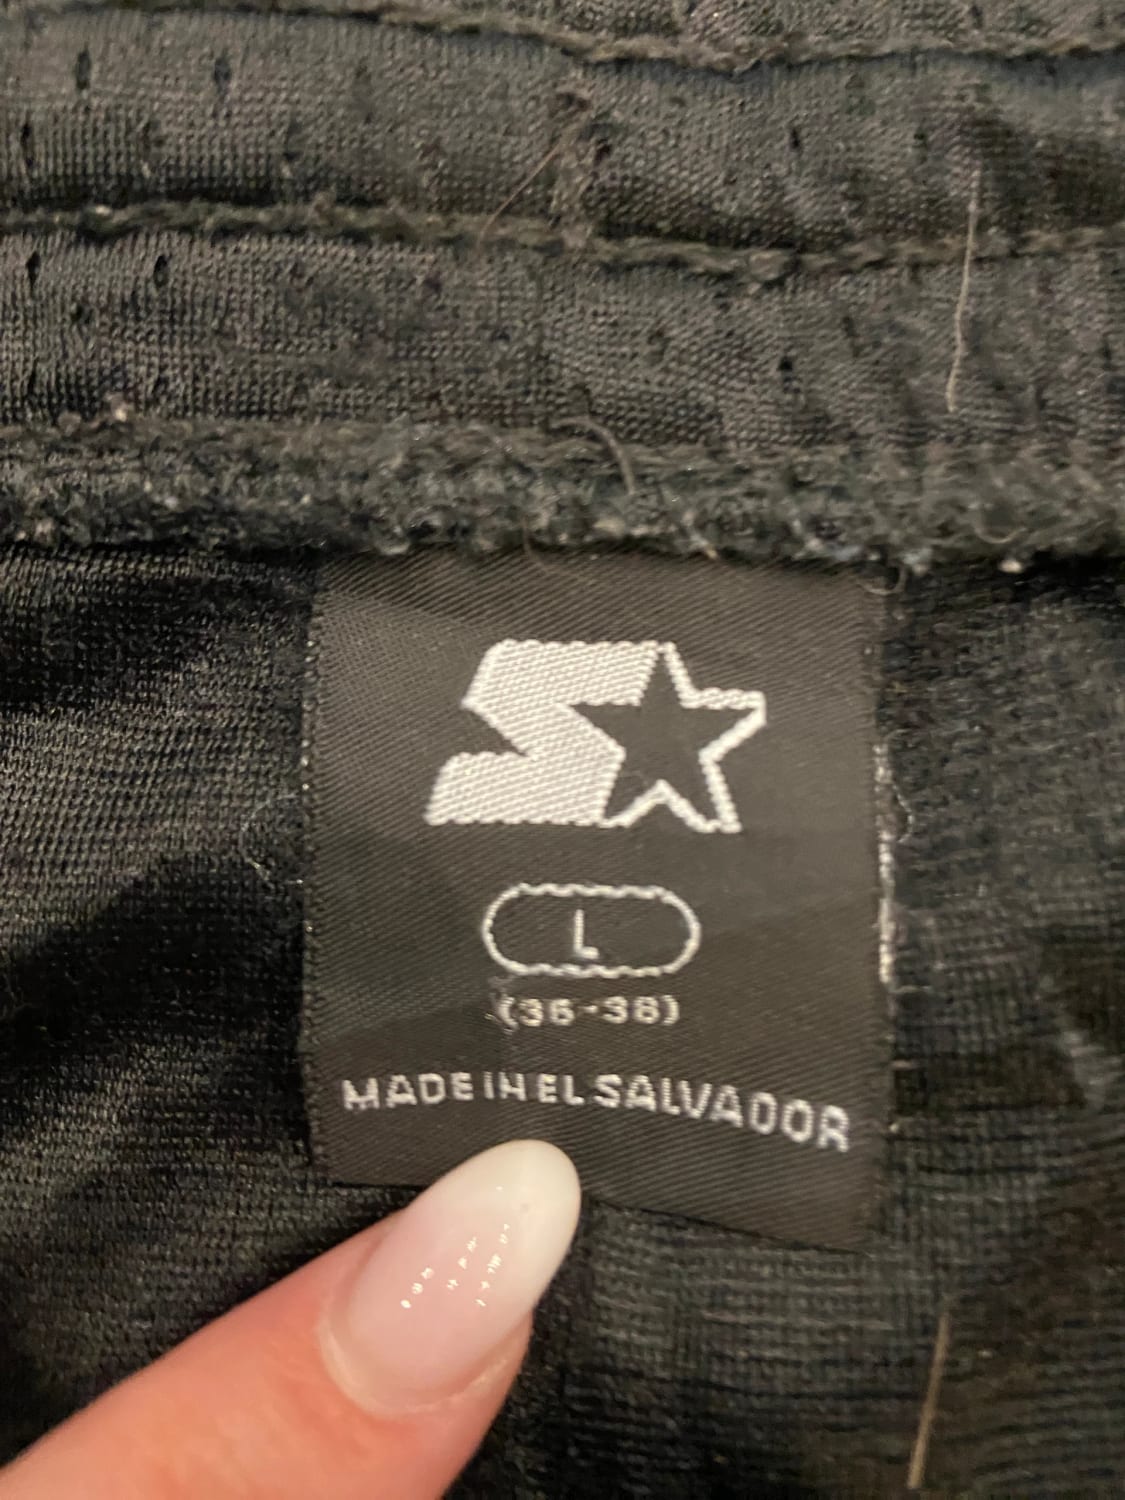 L
(36-38)
MADE IN EL SALVADOR